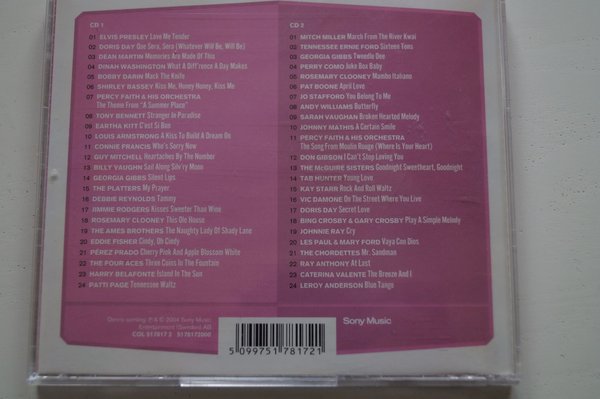 CD 1
01 ELVIS PRESLEY Love Me Tender
02 DORIS DAY Que Sera, Sera (Whatever Will Be, Will Be)
03 DEAN MARTIN Memories Are Made Of This
04 DINAH WASHINGTON What A Diff'rence A Day Makes
05 BOBBY DARIN Mack The Knife
06 SHIRLEY BASSEY Kiss Me, Honey Honey, Kiss Me
07 PERCY FAITH & HIS ORCHESTRA
The Theme From "A Summer Place"
08 TONY BENNETT Stranger In Paradise
09 EARTHA KITT C'est Si Bon
10 LOUIS ARMSTRONG A Kiss To Build A Dream On
11 CONNIE FRANCIS Who's Sorry Now
12 GUY MITCHELL Heartaches By The Number
13 BILLY VAUGHN Sail Along Silv'ry Moon
14 GEORGIA GIBBS Silent Lips
15 THE PLATTERS My Prayer
16 DEBBIE REYNOLDS Tammy
17 JIMMIE RODGERS Kisses Sweeter Than Wine
18 ROSEMARY CLOONEY This Ole House
19 THE AMES BROTHERS The Naughty Lady Of Shady Lane
20 EDDIE FISHER Cindy, Oh Cindy
21 PÉREZ PRADO Cherry Pink And Apple Blossom White
22 THE FOUR ACES Three Coins In The Fountain
23 HARRY BELAFONTE Island In The Sun
24 PATTI PAGE Tennessee Waltz
CD 2
01 MITCH MILLER March From The River Kwai
02 TENNESSEE ERNIE FORD Sixteen Tons
03 GEORGIA GIBBS Tweedle Dee
04 PERRY COMO Juke Box Baby
05 ROSEMARY CLOONEY Mambo Italiano
06 PAT BOONE April Love
07 JO STAFFORD You Belong To Me
08 ANDY WILLIAMS Butterfly
09 SARAH VAUGHAN Broken Hearted Melody
10 JOHNNY MATHIS A Certain Smile
11 PERCY FAITH & HIS ORCHESTRA
The Song From Moulin Rouge (Where Is Your Heart)
12 DON GIBSON I Can't Stop Loving You
13 THE McGUIRE SISTERS Goodnight Sweetheart, Goodnight
14 TAB HUNTER Young Love
15 KAY STARR Rock And Roll Waltz
16 VIC DAMONE On The Street Where You Live
17 DORIS DAY Secret Love
18 BING CROSBY & GARY CROSBY Play A Simple Melody
19 JOHNNIE RAY Cry
20 LES PAUL & MARY FORD Vaya Con Dios
21 THE CHORDETTES Mr. Sandman
22 RAY ANTHONY At Last
23 CATERINA VALENTE The Breeze And I
24 LEROY ANDERSON Blue Tango
Denna samling: P & © 2004 Sony Music
Entertainment (Sweden) AB.
COL 517817 2 5178172000
5 099751 781721
Sony Music